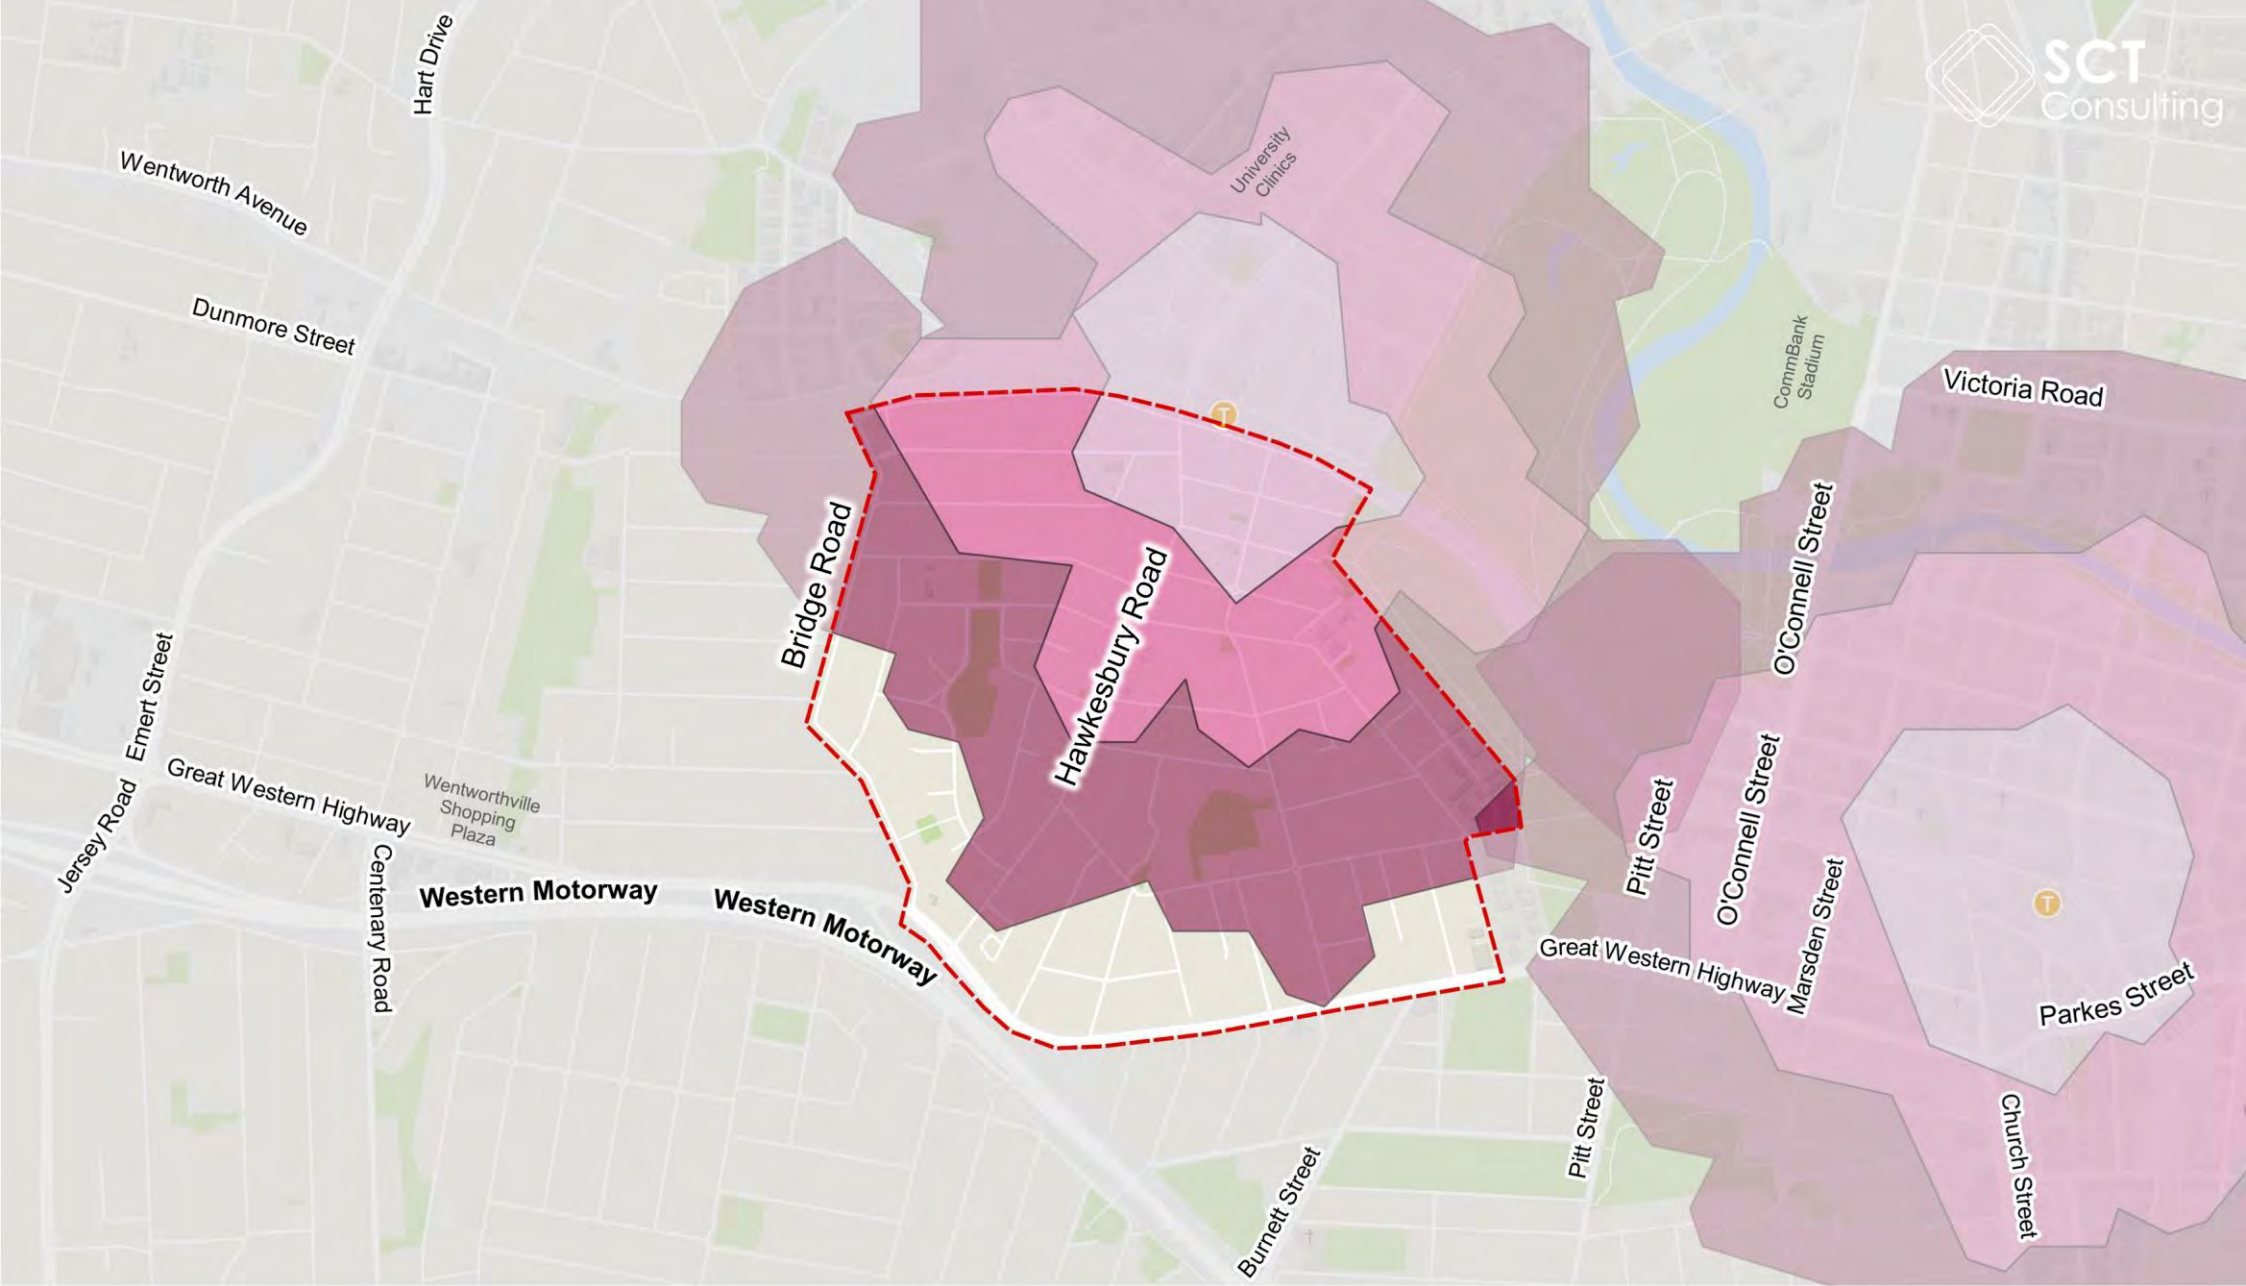 Hart Drive
SCT
Consulting
University
Clinics
Wentworth Avenue
Dunmore Street
T
CommBank
Stadium
Victoria Road
Bridge Road
Hawkesbury Road
O'Connell Street
Emert Street
Great Western Highway
Wentworthville
Shopping
Plaza
Jersey Road
Centenary Road
Western Motorway
Western Motorway
Pitt Street
O'Connell Street
Marsden Street
T
Great Western Highway
Parkes Street
Pitt Street
Church Street
Burnett Street